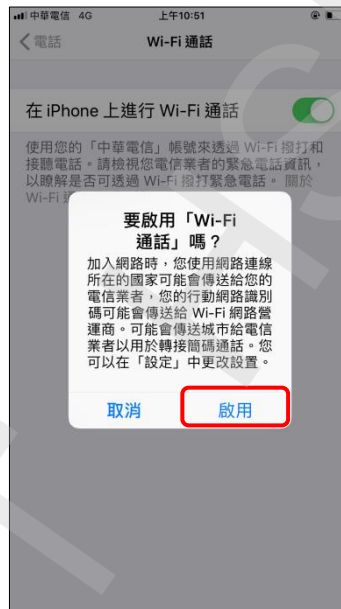 中華電信 4G 上午10:51
電話 Wi-Fi 通話
在 iPhone 上進行 Wi-Fi 通話
使用您的「中華電信」帳號來透過 Wi-Fi 撥打和
接聽電話。請檢視您電信業者的緊急電話資訊，
以瞭解是否可透過 Wi-Fi 撥打緊急電話。關於
Wi-Fi
要啟用「Wi-Fi
通話」嗎？
加入網路時，您使用網路連線
所在的國家可能會傳送給您的
電信業者，您的行動網路識別
碼可能會傳送給 Wi-Fi 網路營
運商。可能會傳送城市給電信
業者以用於轉接簡碼通話。您
可以在「設定」中更改設置。
取消 啟用